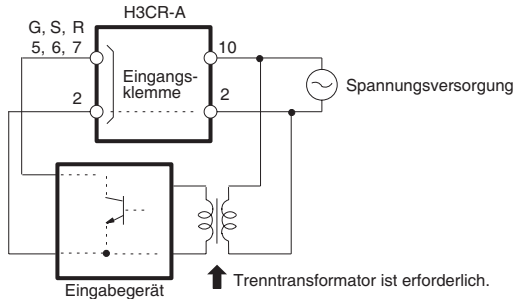 H3CR-A
G, S, R
5, 6, 7
10
Eingangs-
klemme
2
2
Spannungsversorgung
Trenntransformator ist erforderlich.
Eingabegerät